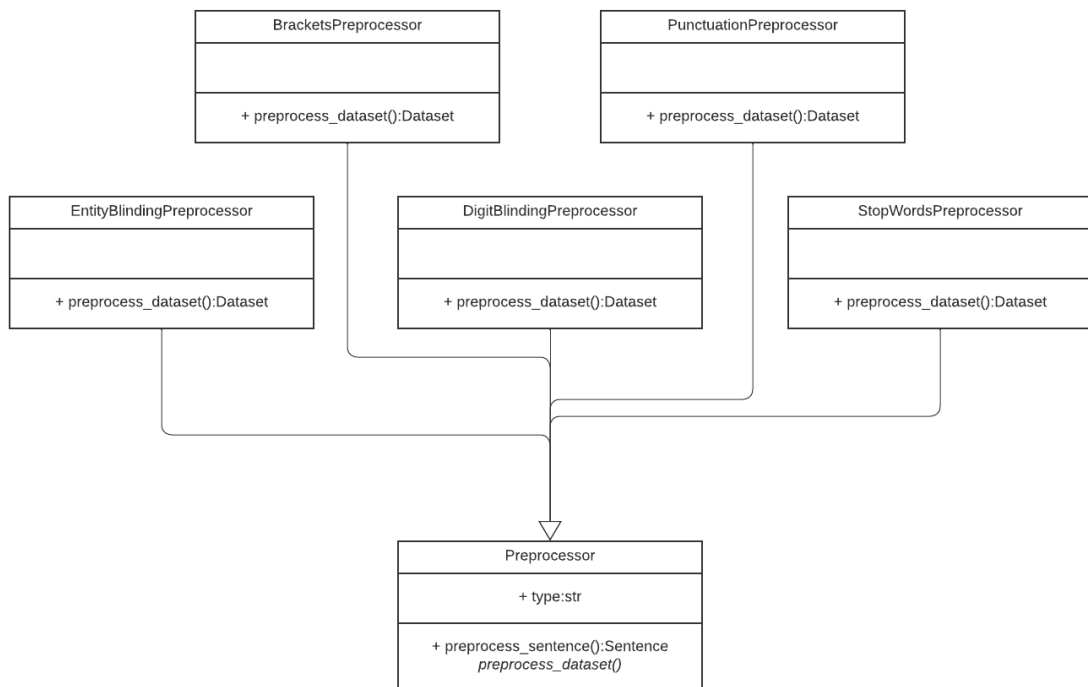 BracketsPreprocessor
+ preprocess_dataset():Dataset
PunctuationPreprocessor
+ preprocess_dataset():Dataset
EntityBlindingPreprocessor
+ preprocess_dataset():Dataset
DigitBlindingPreprocessor
+ preprocess_dataset():Dataset
StopWordsPreprocessor
+ preprocess_dataset():Dataset
Preprocessor
+ type:str
+ preprocess_sentence():Sentence
preprocess_dataset()